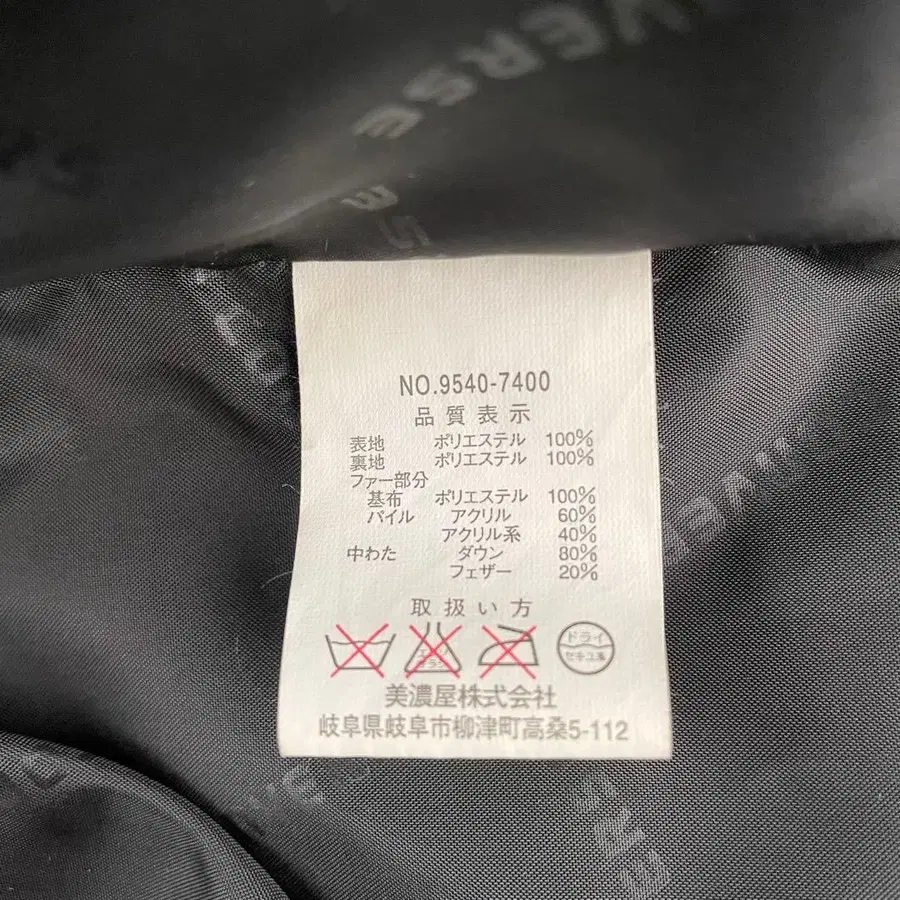 VERSE
NO.9540-7400
品質表示
表地 ポリエステル 100%
裏地 ポリエステル 100%
ファー部分
基布 ポリエステル 100%
パイル アクリル 60%
アクリル系 40%
中わた ダウン 80%
フェザー 20%
取扱い方
ドライ
セキユ系
美濃屋株式会社
岐阜県岐阜市柳津町高桑5-112